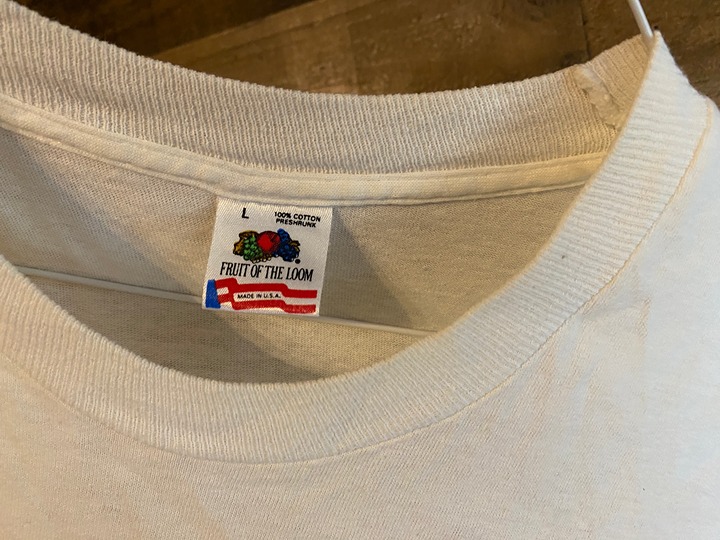 L
100% COTTON
PRESHRUNK
FRUIT OF THE LOOM
MADE IN U.S.A.